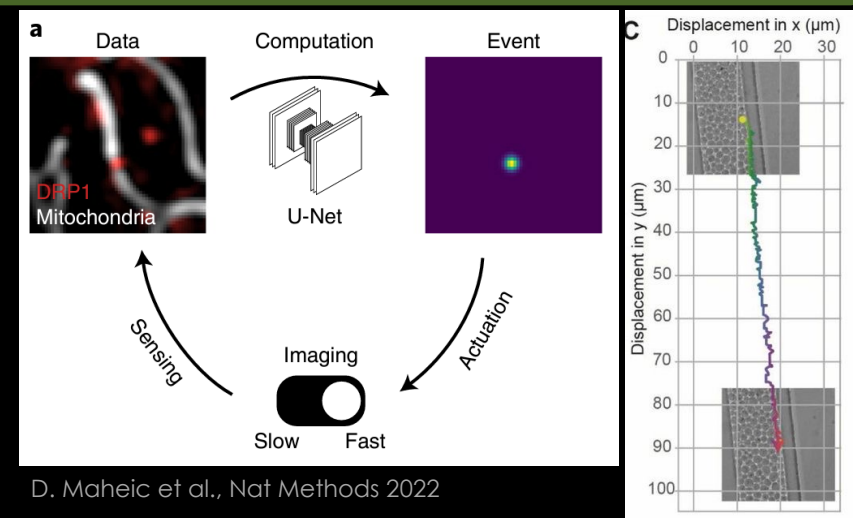 a
Data
Computation
Event
DRP1
Mitochondria
U-Net
Sensing
Actuation
Imaging
Slow
Fast
D. Maheic et al., Nat Methods 2022
C
Displacement in x (µm)
0 10 20 30
Displacement in y (µm)
0
10
20
30
40
50
60
70
80
90
100